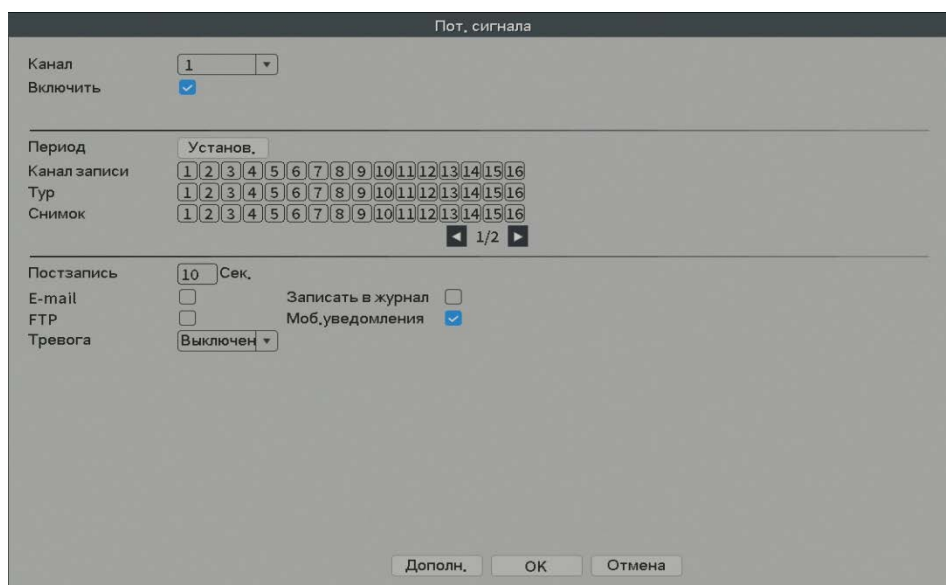 Пот. сигнала
Канал 1
Включить
Период Установ.
Канал записи 1 2 3 4 5 6 7 8 9 10 11 12 13 14 15 16
Тур 1 2 3 4 5 6 7 8 9 10 11 12 13 14 15 16
Снимок 1 2 3 4 5 6 7 8 9 10 11 12 13 14 15 16
1/2
Постзапись 10 Сек.
E-mail Записать в журнал
FTP Моб.уведомления
Тревога Выключен
Дополн. OK Отмена